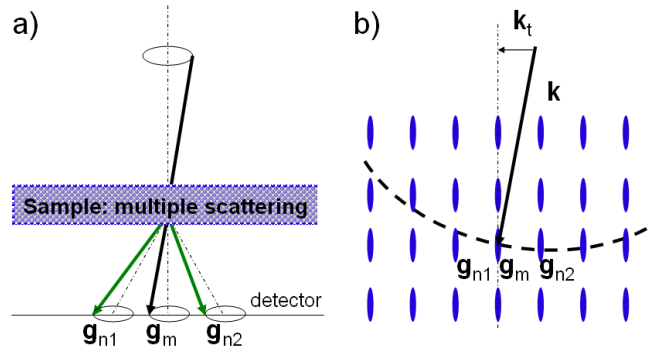 a)
Sample: multiple scattering
detector
g_n1 g_m g_n2
b)
k_t
k
g_n1 g_m g_n2